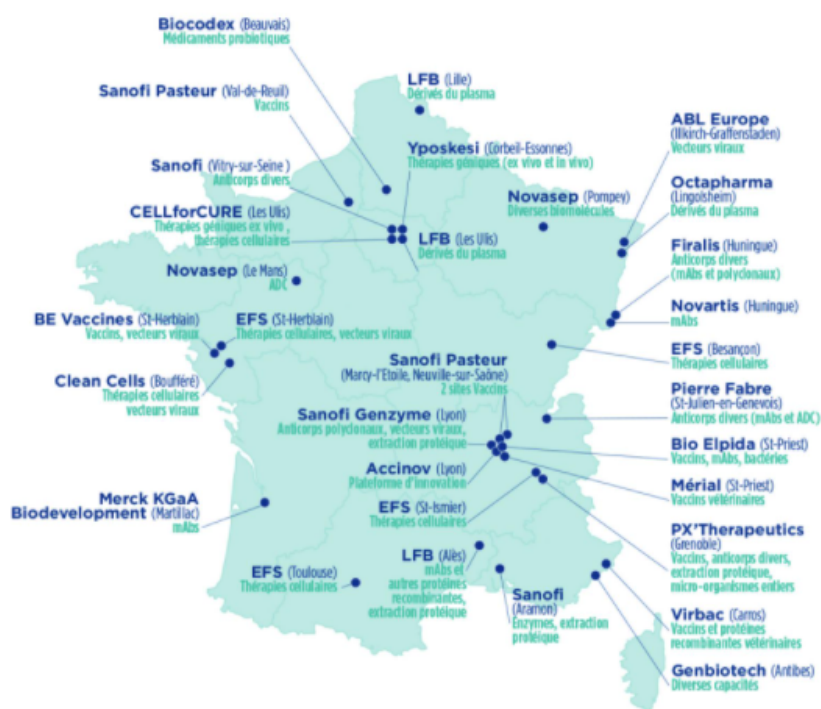 Biocodex (Beauvais)
Médicaments probiotiques
LFB (Lille)
Dérivés du plasma
Sanofi Pasteur (Val-de-Reuil)
Vaccins
ABL Europe
(Illkirch-Graffenstaden)
Vecteurs viraux
Yposkesi (Corbeil-Essonnes)
Thérapies géniques (ex vivo et in vivo)
Sanofi (Vitry-sur-Seine )
Anticorps divers
Octapharma
(Lingolsheim)
Dérivés du plasma
Novasep (Pompey)
Diverses biomolécules
CELLforCURE (Les Ulis)
Thérapies géniques ex vivo ,
thérapies cellulaires
LFB (Les Ulis)
Dérivés du plasma
Firalis (Huningue)
Anticorps divers
(mAbs et polyclonaux)
Novasep (Le Mans)
ADC
Novartis (Huningue)
mAbs
BE Vaccines (St-Herblain)
Vaccins, vecteurs viraux
EFS (St-Herblain)
Thérapies cellulaires, vecteurs viraux
EFS (Besançon)
Thérapies cellulaires
Sanofi Pasteur
(Marcy-l'Etoile, Neuville-sur-Saône)
2 sites Vaccins
Clean Cells (Boufféré)
Thérapies cellulaires
vecteurs viraux
Pierre Fabre
(St-Julien-en-Genevois)
Anticorps divers (mAbs et ADC)
Sanofi Genzyme (Lyon)
Anticorps polyclonaux, vecteurs viraux,
extraction protéique
Bio Elpida (St-Priest)
Vaccins, mAbs, bactéries
Accinov (Lyon)
Plateforme d'innovation
Mérial (St-Priest)
Vaccins vétérinaires
Merck KGaA
Biodevelopment (Martillac)
mAbs
EFS (St-Ismier)
Thérapies cellulaires
PX'Therapeutics
(Grenoble)
Vaccins, anticorps divers,
extraction protéique,
micro-organismes entiers
LFB (Alès)
mAbs et
autres protéines
recombinantes,
extraction protéique
EFS (Toulouse)
Thérapies cellulaires
Sanofi
(Aramon)
Enzymes, extraction
protéique
Virbac (Carros)
Vaccins et protéines
recombinantes vétérinaires
Genbiotech (Antibes)
Diverses capacités